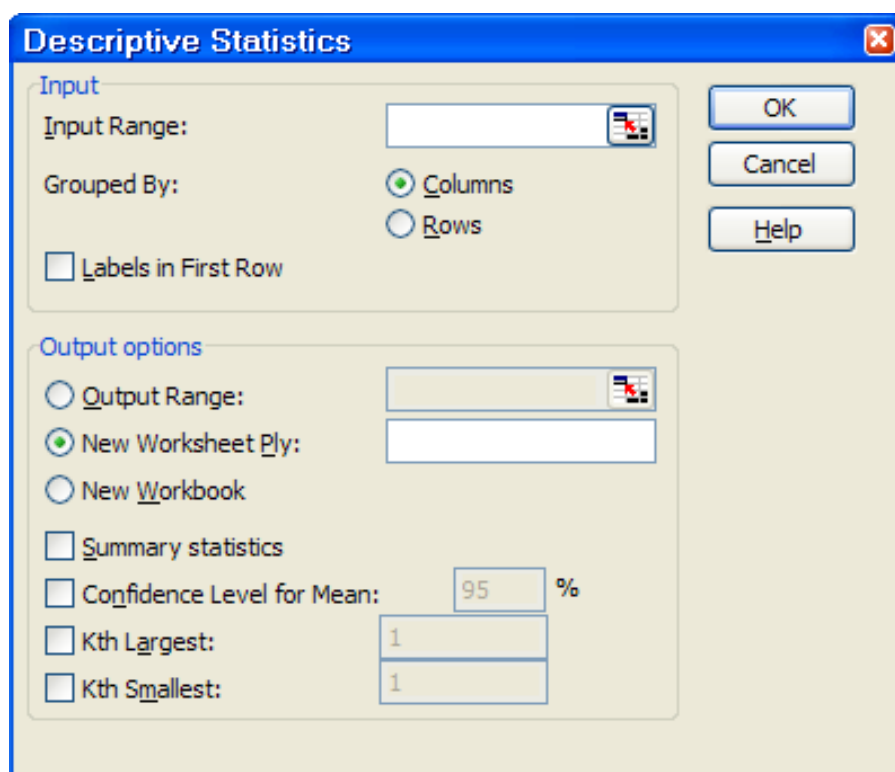 Descriptive Statistics
Input
Input Range:
OK
Cancel
Grouped By:
Columns
Rows
Help
Labels in First Row
Output options
Output Range:
New Worksheet Ply:
New Workbook
Summary statistics
Confidence Level for Mean: 95 %
Kth Largest: 1
Kth Smallest: 1